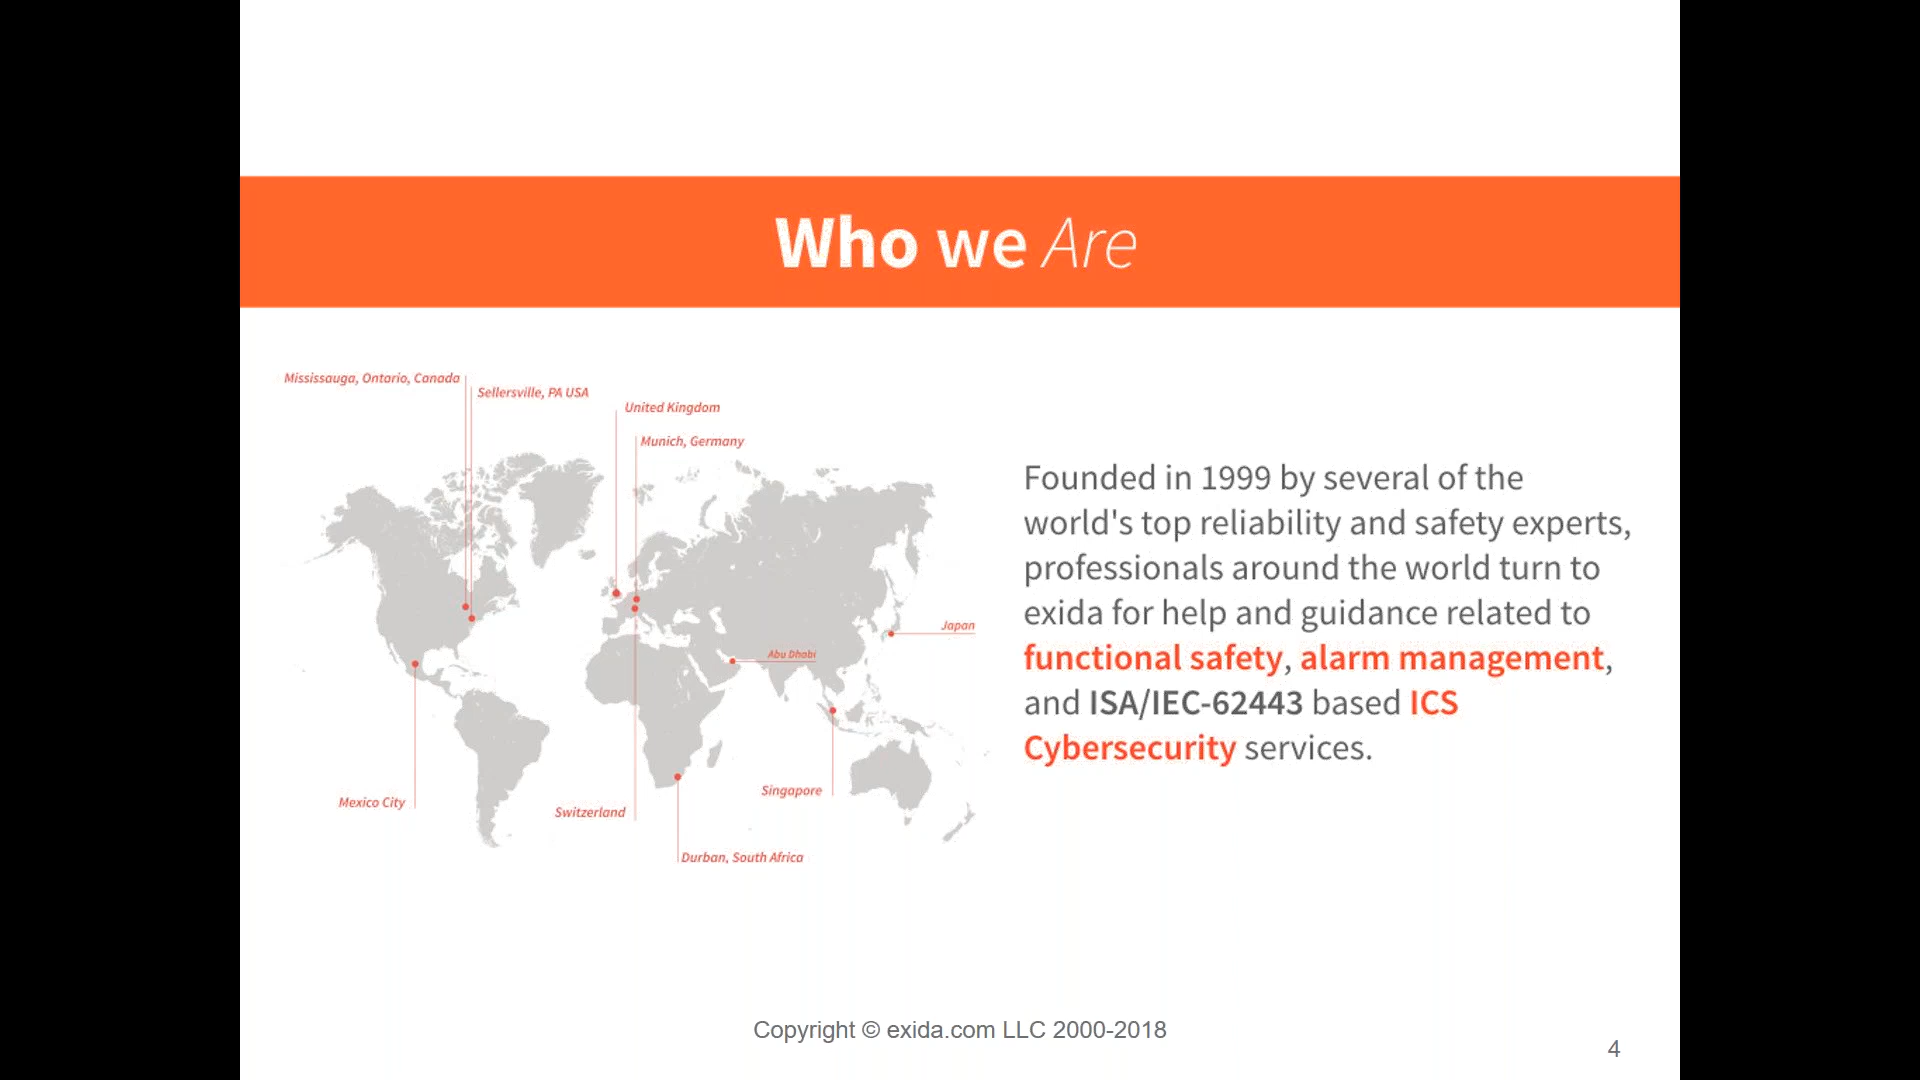 Who we Are
Mississauga, Ontario, Canada
Sellersville, PA USA
United Kingdom
Munich, Germany
Japan
Abu Dhabi
Singapore
Mexico City
Switzerland
Durban, South Africa
Founded in 1999 by several of the
world's top reliability and safety experts,
professionals around the world turn to
exida for help and guidance related to
functional safety, alarm management,
and ISA/IEC-62443 based ICS
Cybersecurity services.
Copyright © exida.com LLC 2000-2018
4